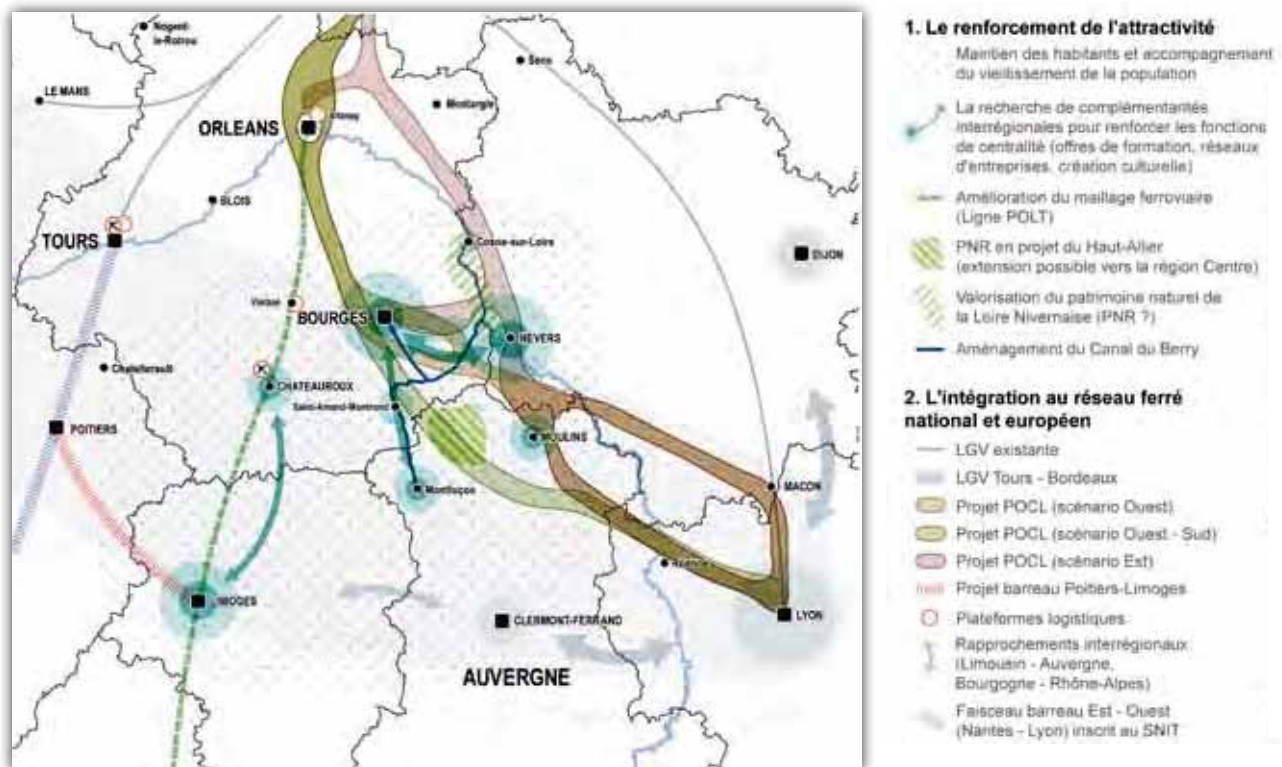 Nogent-
le-Rotrou
Sens
LE MANS
Montargis
ORLEANS
BLOIS
TOURS
Cosne-sur-Loire
DIJON
Vierzon
BOURGES
NEVERS
Chatellerault
CHATEAUROUX
Saint-Amand-Montrond
POITIERS
MOULINS
Montluçon
MACON
LIMOGES
CLERMONT-FERRAND
LYON
AUVERGNE
1. Le renforcement de l'attractivité
Maintien des habitants et accompagnement
du vieillissement de la population
La recherche de complémentarités
interrégionales pour renforcer les fonctions
de centralité (offres de formation, réseaux
d'entreprises, création culturelle)
Amélioration du maillage ferroviaire
(Ligne POLT)
PNR en projet du Haut-Allier
(extension possible vers la région Centre)
Valorisation du patrimoine naturel de
la Loire Nivernaise (PNR ?)
Aménagement du Canal du Berry
2. L'intégration au réseau ferré
national et européen
LGV existante
LGV Tours - Bordeaux
Projet POCL (scénario Ouest)
Projet POCL (scénario Ouest - Sud)
Projet POCL (scénario Est)
Projet barreau Poitiers-Limoges
Plateformes logistiques
Rapprochements interrégionaux
(Limousin - Auvergne,
Bourgogne - Rhône-Alpes)
Faisceau barreau Est - Ouest
(Nantes - Lyon) inscrit au SNIT